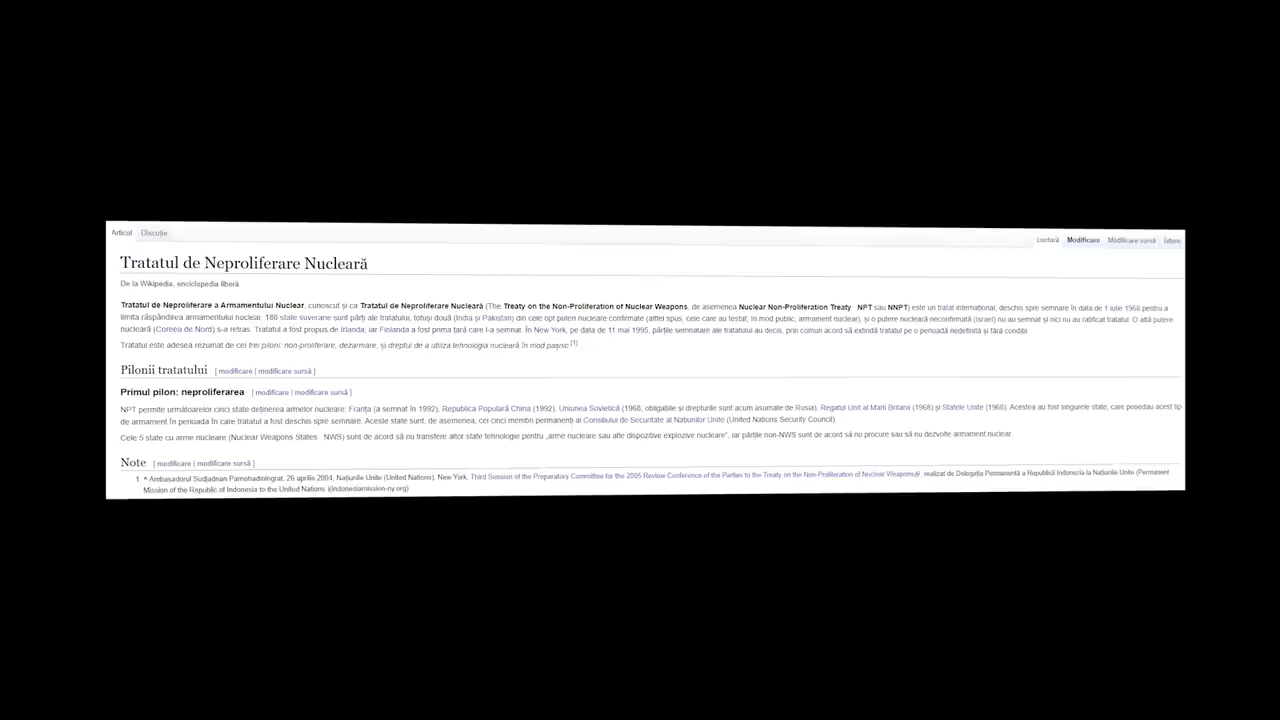 Articol Discuție Lectură Modificare Modificare sursă Istoric
Tratatul de Neproliferare Nucleară
De la Wikipedia, enciclopedia liberă
Tratatul de Neproliferare a Armamentului Nuclear, cunoscut și ca Tratatul de Neproliferare Nucleară (The Treaty on the Non-Proliferation of Nuclear Weapons, de asemenea Nuclear Non-Proliferation Treaty NPT sau NNPT) este un tratat internațional, deschis spre semnare în data de 1 iulie 1968 pentru a
limita răspândirea armamentului nuclear. 188 state suverane sunt părți ale tratatului, totuși două (India și Pakistan) din cele opt puteri nucleare confirmate (altfel spus, cele care au testat, în mod public, armament nuclear), și o putere nucleară neconfirmată (Israel) nu au semnat și nici nu au ratificat tratatul. O altă putere
nucleară (Coreea de Nord) s-a retras. Tratatul a fost propus de Irlanda, iar Finlanda a fost prima țară care l-a semnat. În New York, pe data de 11 mai 1995, părțile semnatare ale tratatului au decis, prin comun acord să extindă tratatul pe o perioadă nedefinită și fără condiții
Tratatul este adesea rezumat de cei trei piloni: non-proliferare, dezarmare, și dreptul de a utiliza tehnologia nucleară în mod pașnic [1].
Pilonii tratatului [ modificare | modificare sursă ]
Primul pilon: neproliferarea [ modificare | modificare sursă ]
NPT permite următoarelor cinci state deținerea armelor nucleare: Franța (a semnat în 1992), Republica Populară China (1992), Uniunea Sovietică (1968; obligațiile și drepturile sunt acum asumate de Rusia), Regatul Unit al Marii Britanii (1968) și Statele Unite (1968). Acestea au fost singurele state, care posedau acest tip
de armament în perioada în care tratatul a fost deschis spre semnare. Aceste state sunt, de asemenea, cei cinci membri permanenți ai Consiliului de Securitate al Națiunilor Unite (United Nations Security Council).
Cele 5 state cu arme nucleare (Nuclear Weapons States NWS) sunt de acord să nu transfere altor state tehnologie pentru „arme nucleare sau alte dispozitive explozive nucleare”, iar părțile non-NWS sunt de acord să nu procure sau să nu dezvolte armament nuclear.
Note [ modificare | modificare sursă ]
1. ^ Ambasadorul Sudjadnan Parnohadiningrat, 26 aprilie 2004, Națiunile Unite (United Nations), New York, Third Session of the Preparatory Committee for the 2005 Review Conference of the Parties to the Treaty on the Non-Proliferation of Nuclear Weapons, realizat de Delegația Permanentă a Republicii Indonezia la Națiunile Unite (Permanent
Mission of the Republic of Indonesia to the United Nations, )(indonesiamission-ny.org)